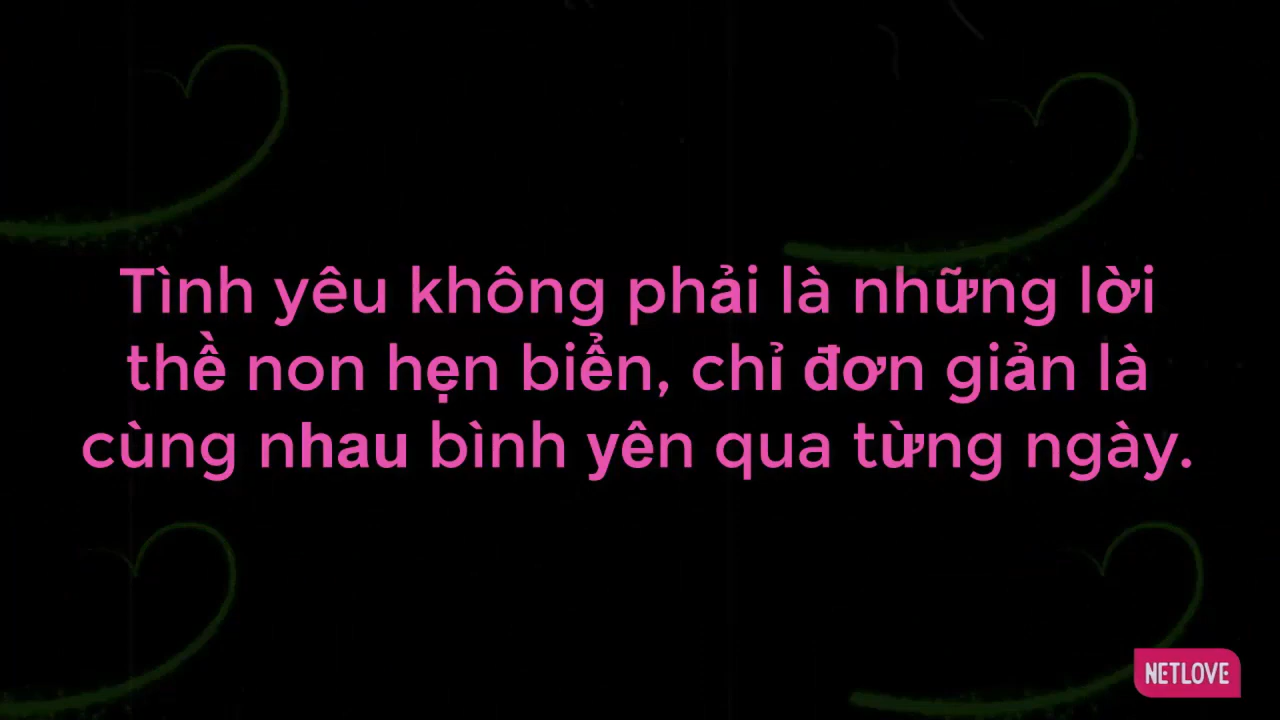 Tình yêu không phải là những lời
thề non hẹn biển, chỉ đơn giản là
cùng nhau bình yên qua từng ngày.
NETLOVE